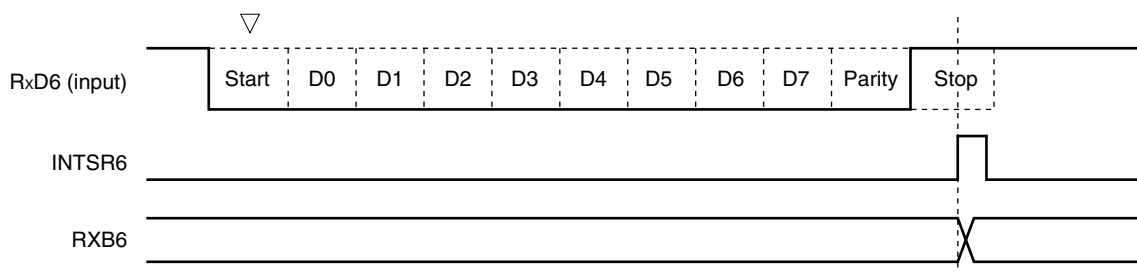 RxD6 (input) Start D0 D1 D2 D3 D4 D5 D6 D7 Parity Stop
INTSR6
RXB6